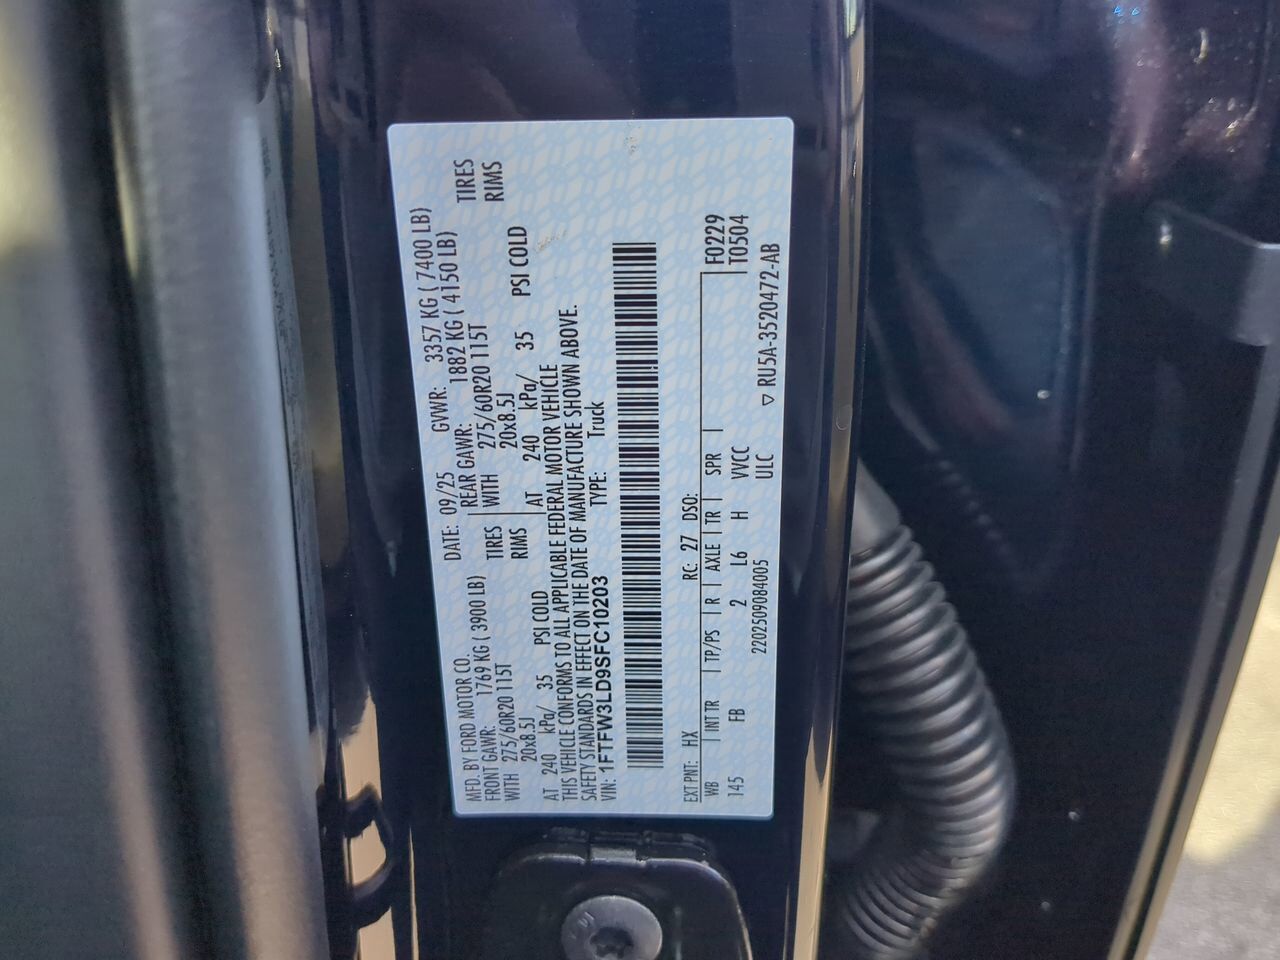 MFD. BY FORD MOTOR CO.
DATE: 09/25
GVWR: 3357 KG ( 7400 LB)
FRONT GAWR: 1769 KG ( 3900 LB)
REAR GAWR: 1882 KG ( 4150 LB)
WITH 275/60R20 115T TIRES
WITH 275/60R20 115T TIRES
20x8.5J RIMS
20x8.5J RIMS
AT 240 kPa/ 35 PSI COLD
AT 240 kPa/ 35 PSI COLD
THIS VEHICLE CONFORMS TO ALL APPLICABLE FEDERAL MOTOR VEHICLE
SAFETY STANDARDS IN EFFECT ON THE DATE OF MANUFACTURE SHOWN ABOVE.
VIN: 1FTFW3LD9SFC10203
TYPE: Truck
EXT PNT: HX RC: 27 DSO: F0229
WB INT TR TP/PS R AXLE TR SPR T0504
145 FB 2 L6 H VVCC
2202509084005 ULC ▽ RU5A-3520472-AB